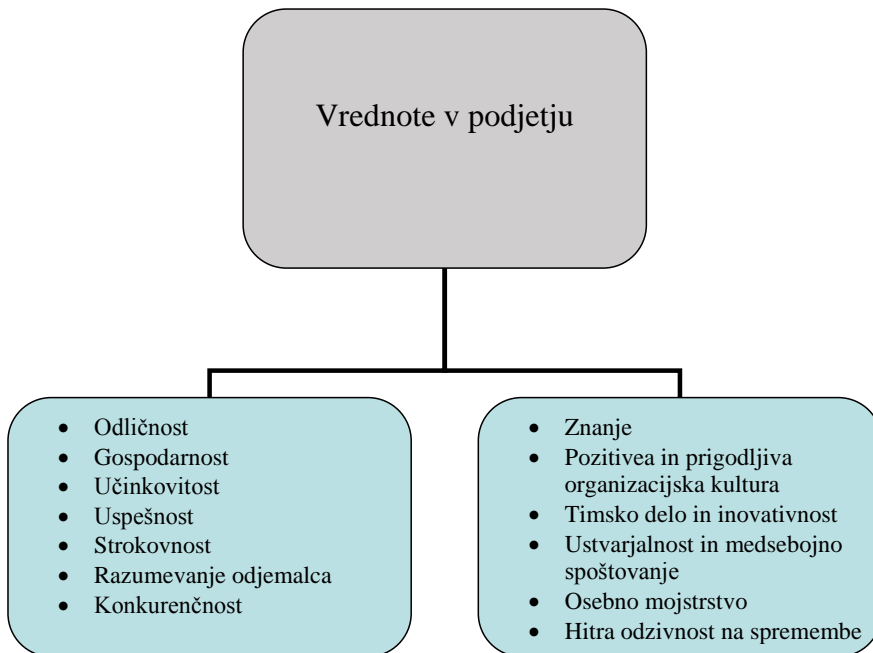 Vrednote v podjetju
• Odličnost
• Gospodarnost
• Učinkovitost
• Uspešnost
• Strokovnost
• Razumevanje odjemalca
• Konkurenčnost
• Znanje
• Pozitivea in prigodljiva
organizacijska kultura
• Timsko delo in inovativnost
• Ustvarjalnost in medsebojno
spoštovanje
• Osebno mojstrstvo
• Hitra odzivnost na spremembe